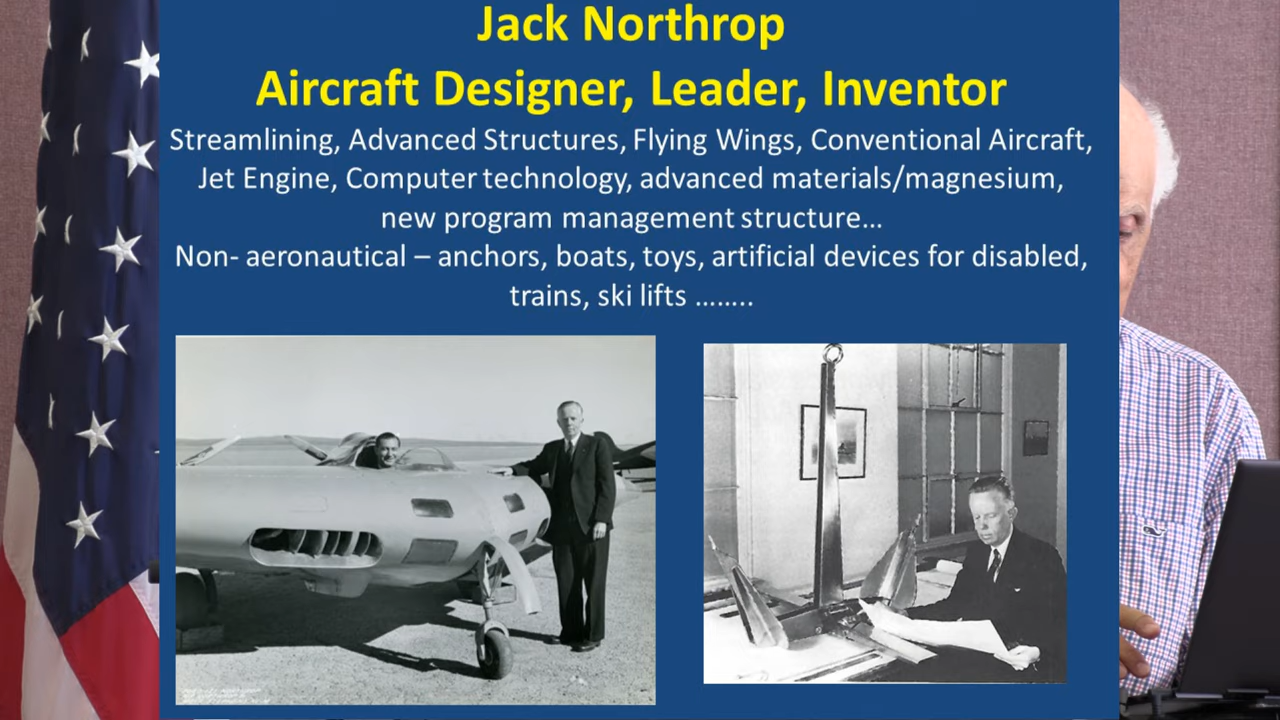 Jack Northrop
Aircraft Designer, Leader, Inventor
Streamlining, Advanced Structures, Flying Wings, Conventional Aircraft,
Jet Engine, Computer technology, advanced materials/magnesium,
new program management structure...
Non- aeronautical – anchors, boats, toys, artificial devices for disabled,
trains, ski lifts ........